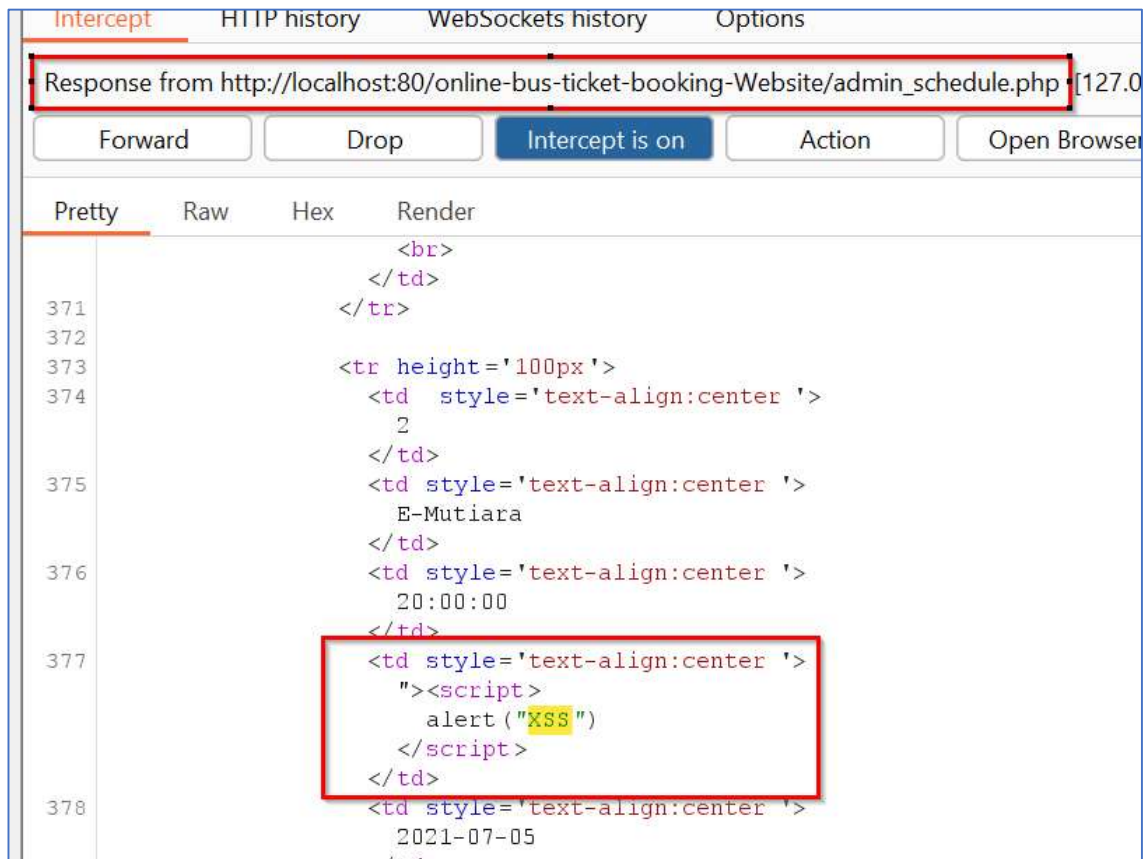 Intercept HTTP history WebSockets history Options
Response from http://localhost:80/online-bus-ticket-booking-Website/admin_schedule.php [127.0
Forward Drop Intercept is on Action Open Browser
Pretty Raw Hex Render
<br>
</td>
371 </tr>
372
373 <tr height='100px'>
374 <td style='text-align:center '>
2
</td>
375 <td style='text-align:center '>
E-Mutiara
</td>
376 <td style='text-align:center '>
20:00:00
</td>
377 <td style='text-align:center '>
"><script>
alert("XSS")
</script>
</td>
378 <td style='text-align:center '>
2021-07-05